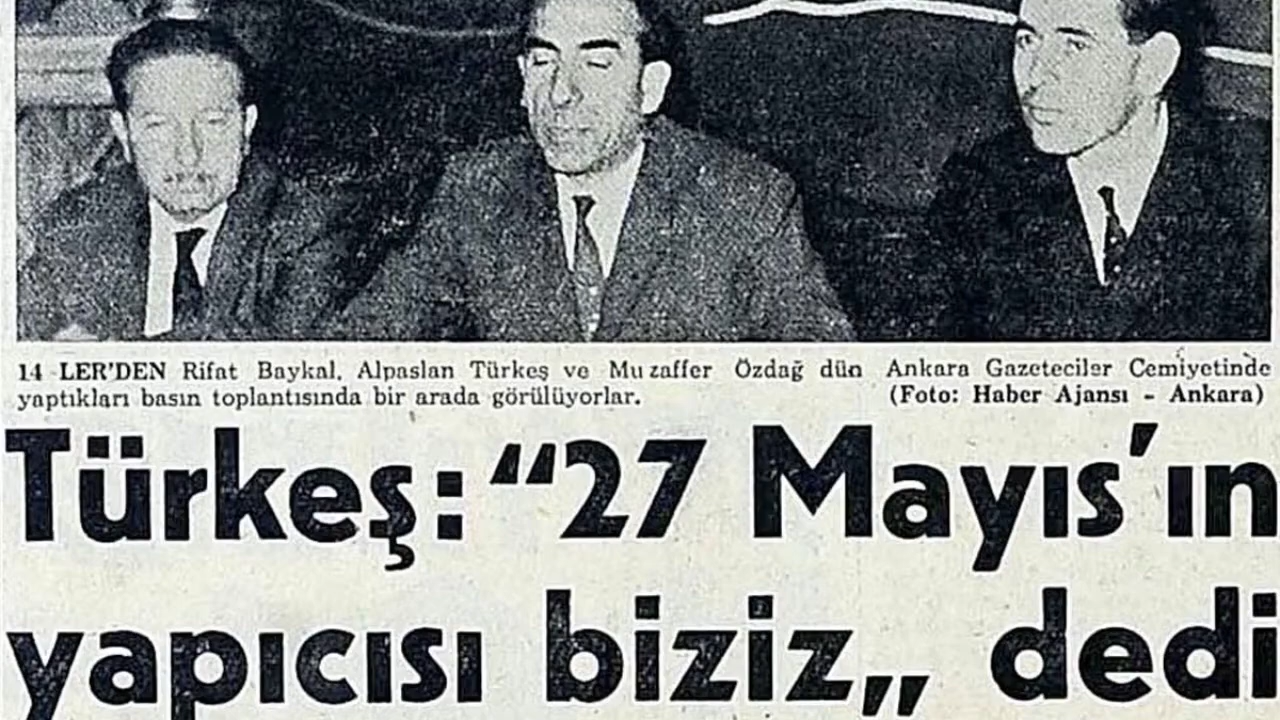 14 LER'DEN Rifat Baykal, Alpaslan Türkeş ve Muzaffer Özdağ dün Ankara Gazeteciler Cemiyetinde
yaptıkları basın toplantısında bir arada görülüyorlar. (Foto: Haber Ajansı - Ankara)
Türkeş: “27 Mayıs'ın
yapıcısı biziz„ dedi